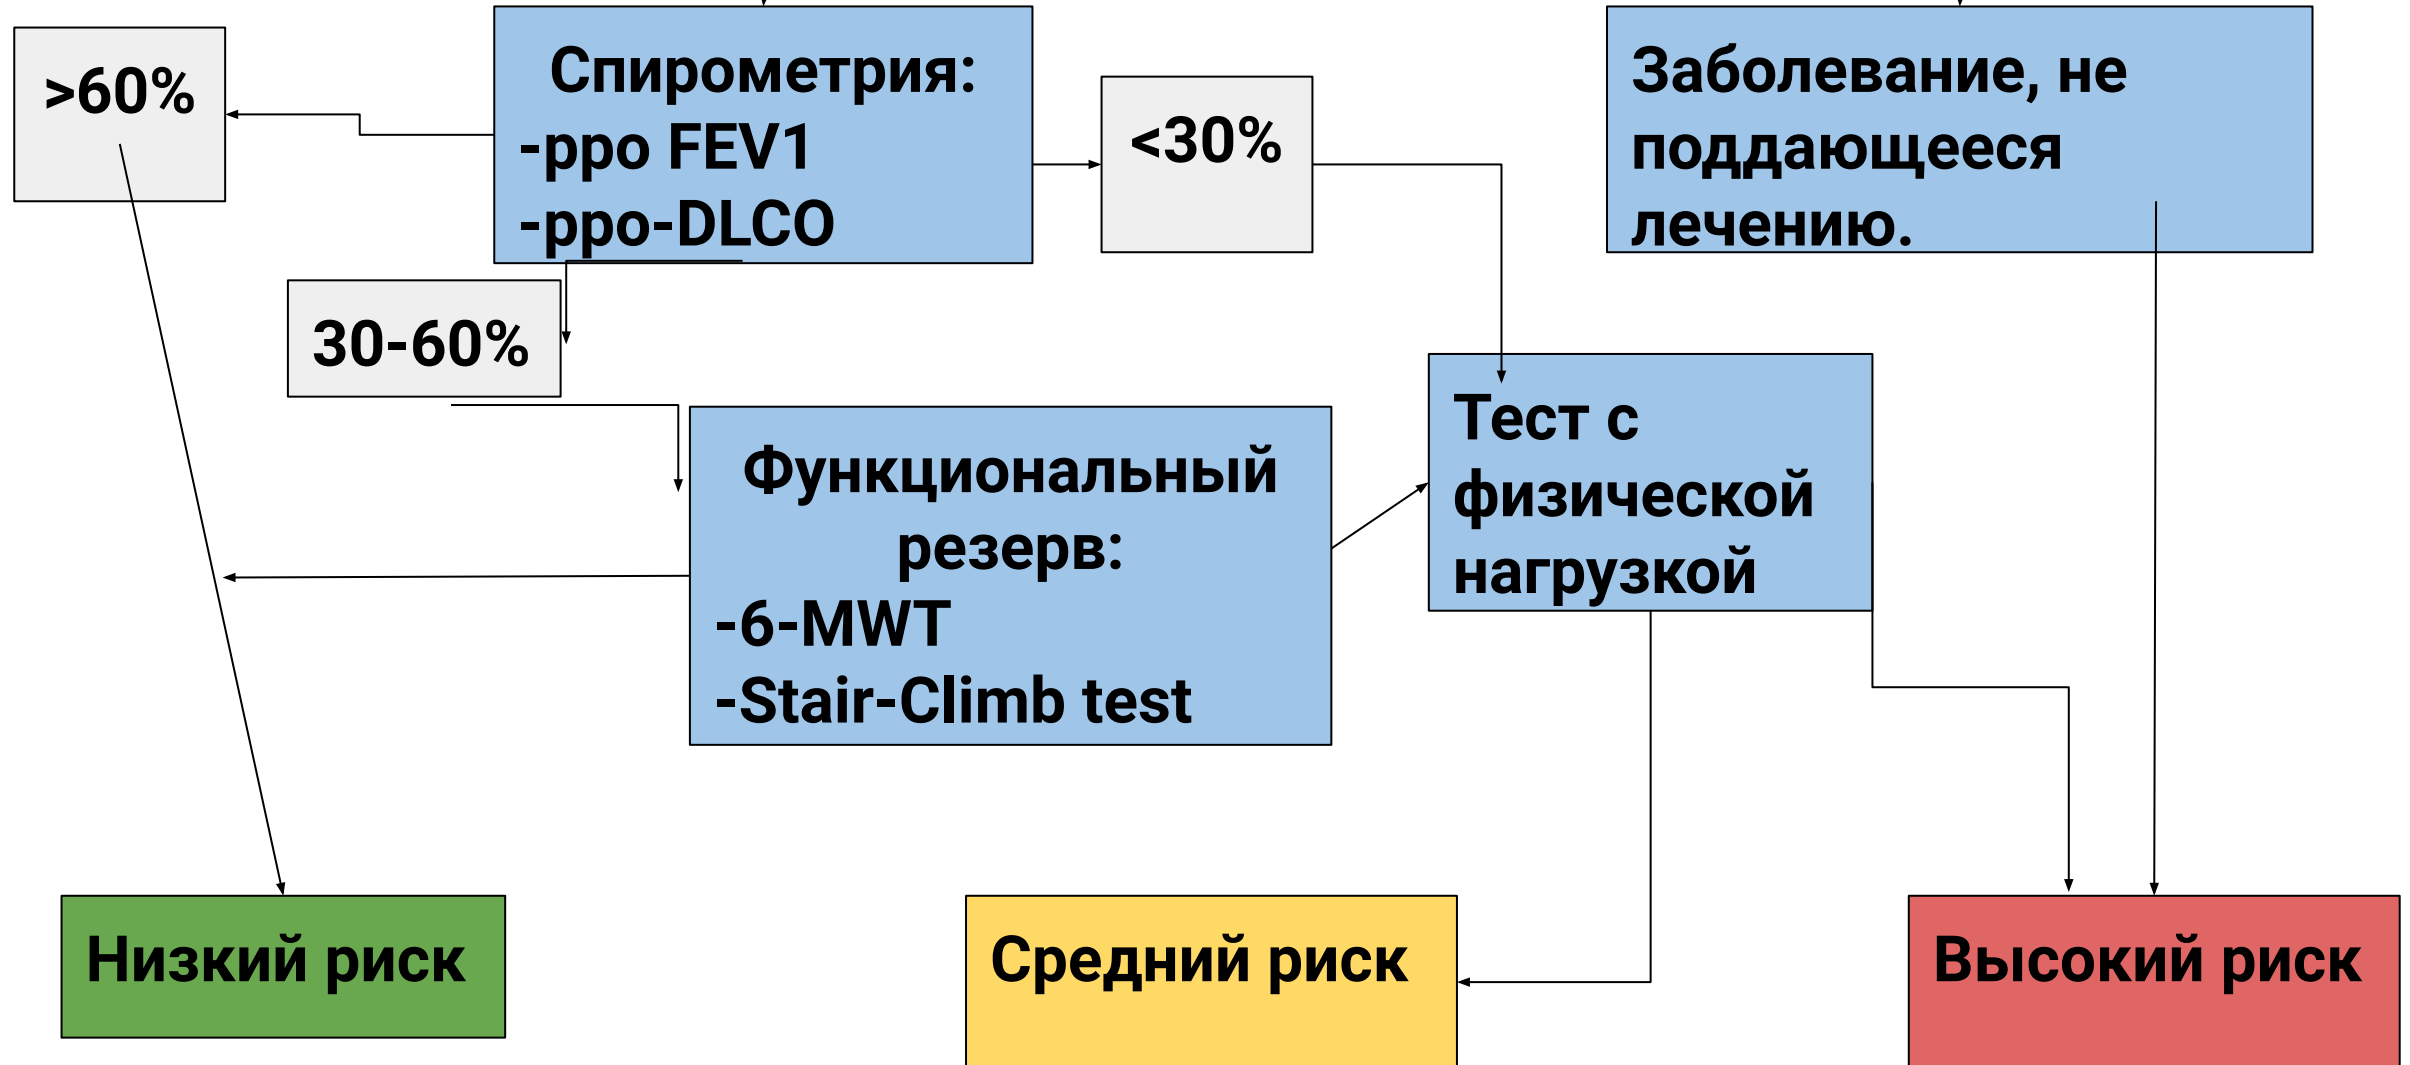 >60%
Спирометрия:
-ppo FEV1
-ppo-DLCO
<30%
Заболевание, не
поддающееся
лечению.
30-60%
Функциональный
резерв:
-6-MWT
-Stair-Climb test
Тест с
физической
нагрузкой
Низкий риск
Средний риск
Высокий риск